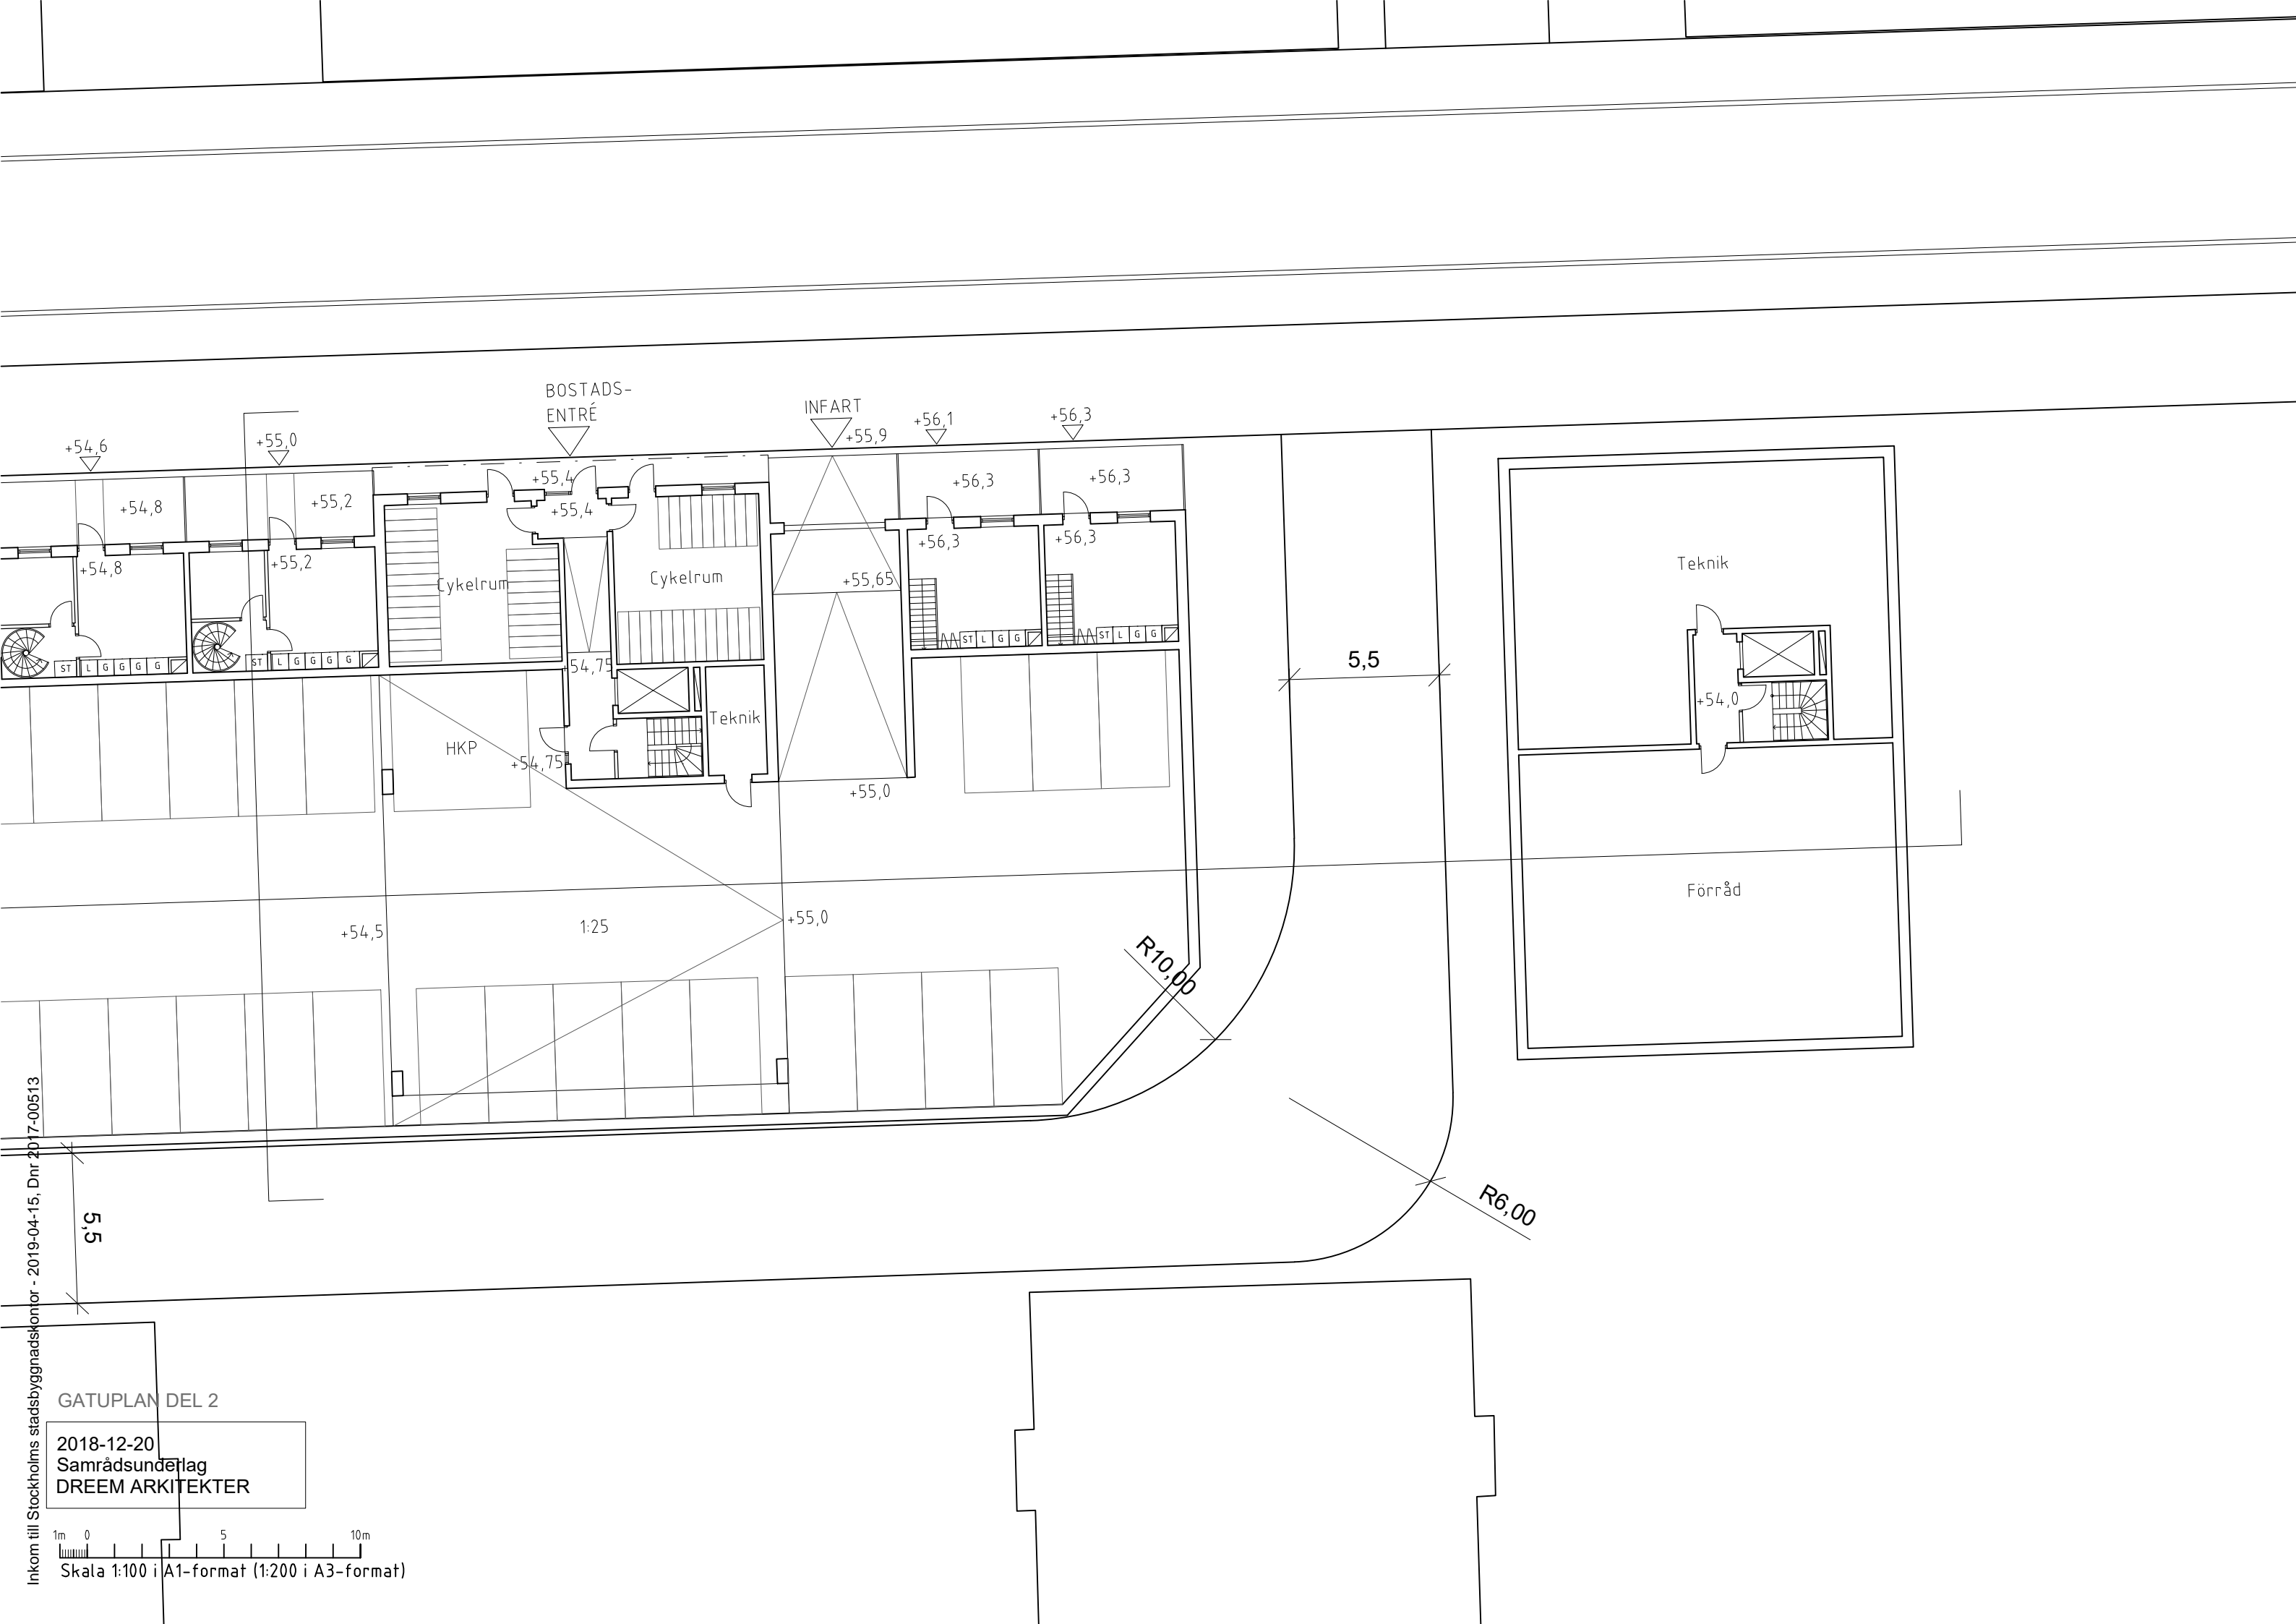 BOSTADS-
ENTRÉ
INFART
+54,6
+55,0
+55,9
+56,1
+56,3
+54,8
+55,2
+55,4
+55,4
+56,3
+56,3
+54,8
+55,2
+56,3
+56,3
Cykelrum
Cykelrum
+55,65
Teknik
ST L G G G G
ST L G G G G
+54,75
ST L G G
ST L G G
5,5
HKP
+54,75
Teknik
+55,0
+54,0
+54,5
1:25
+55,0
Förråd
R10,00
R6,00
5,5
Inkom till Stockholms stadsbyggnadskontor - 2019-04-15, Dnr 2017-00513
GATUPLAN DEL 2
2018-12-20
Samrådsunderlag
DREEM ARKITEKTER
1m 0 5 10m
Skala 1:100 i A1-format (1:200 i A3-format)